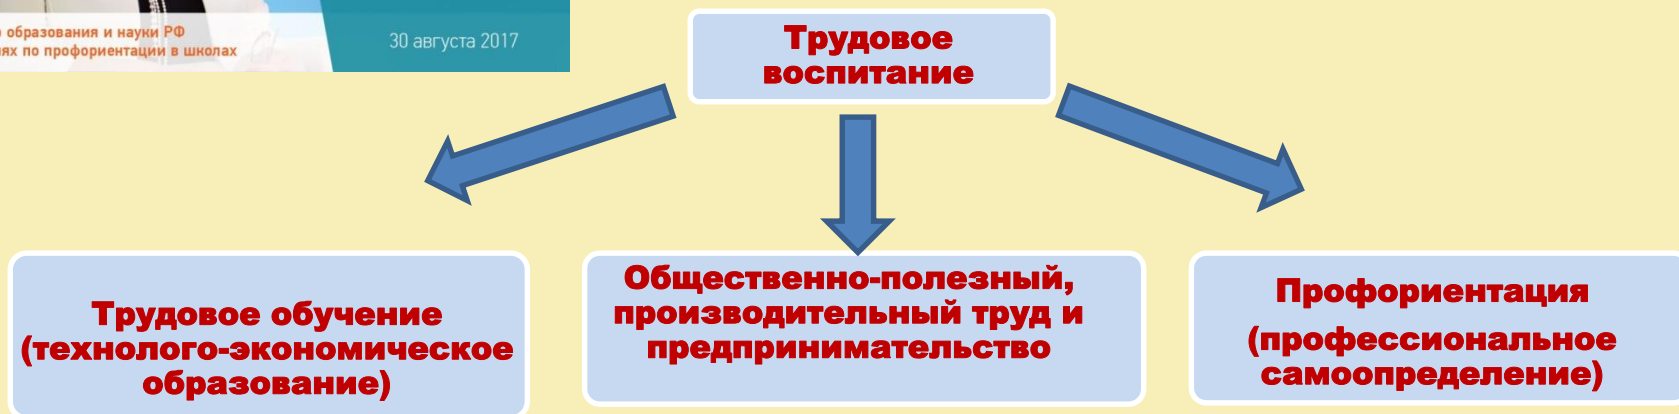 образования и науки РФ
по профориентации в школах
30 августа 2017
Трудовое
воспитание
Трудовое обучение
(технолого-экономическое
образование)
Общественно-полезный,
производительный труд и
предпринимательство
Профориентация
(профессиональное
самоопределение)